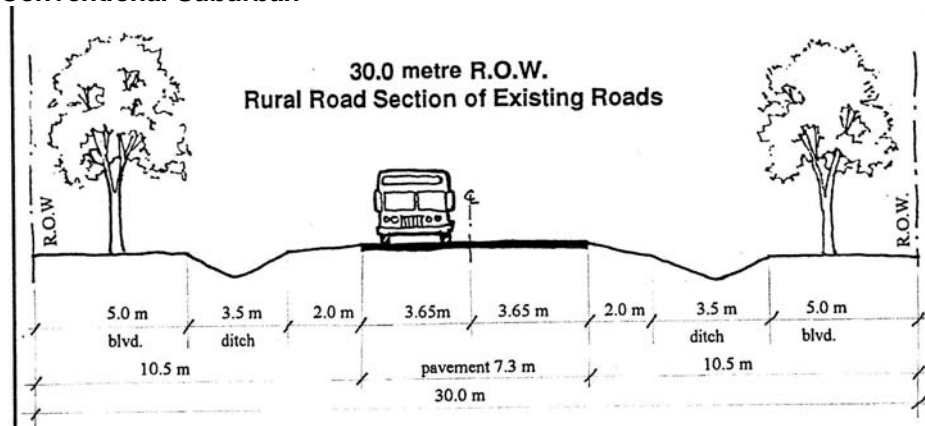 30.0 metre R.O.W.
Rural Road Section of Existing Roads
R.O.W
℄
R.O.W.
5.0 m 3.5 m 2.0 m 3.65m 3.65 m 2.0 m 3.5 m 5.0 m
blvd. ditch ditch blvd.
10.5 m pavement 7.3 m 10.5 m
30.0 m